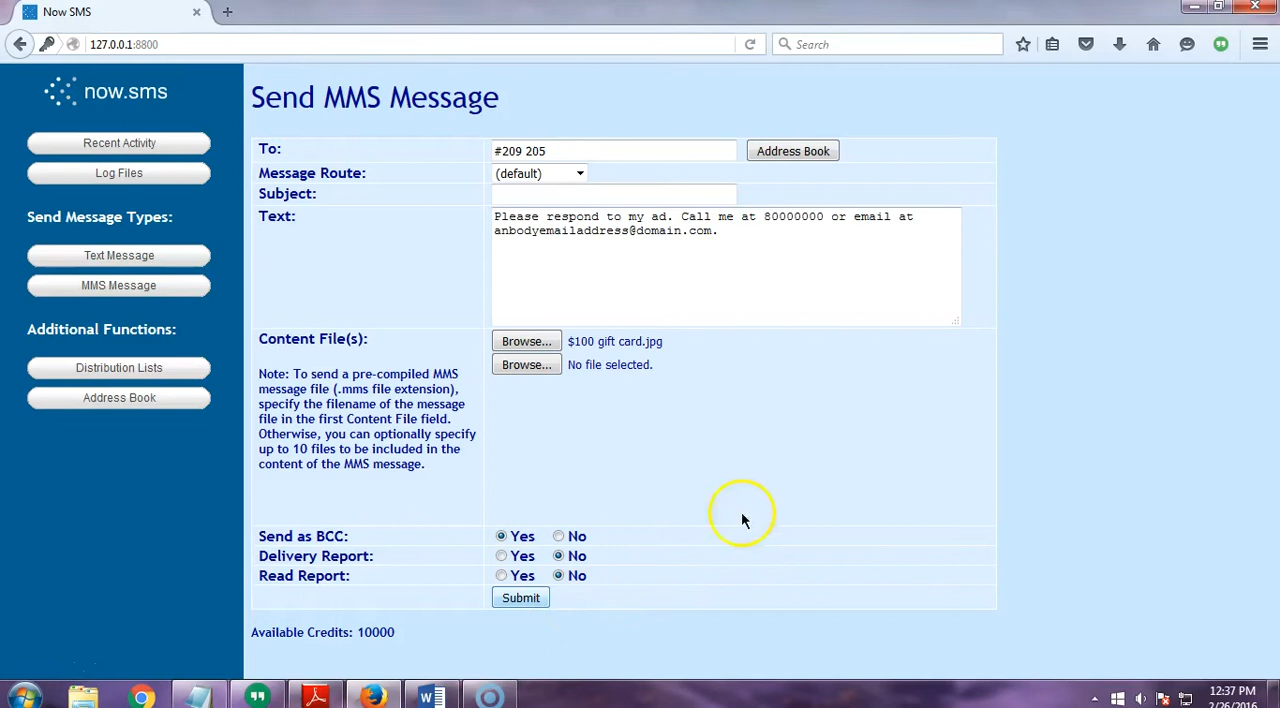 Now SMS
127.0.0.1:8800
Search
now.sms
Recent Activity
Log Files
Send Message Types:
Text Message
MMS Message
Additional Functions:
Distribution Lists
Address Book
Send MMS Message
To:
#209 205
Address Book
Message Route:
(default)
Subject:
Text:
Please respond to my ad. Call me at 80000000 or email at
anbodyemailaddress@domain.com.
Content File(s):
Browse...
$100 gift card.jpg
Browse...
No file selected.
Note: To send a pre-compiled MMS
message file (.mms file extension),
specify the filename of the message
file in the first Content File field.
Otherwise, you can optionally specify
up to 10 files to be included in the
content of the MMS message.
Send as BCC:
Yes
No
Delivery Report:
Yes
No
Read Report:
Yes
No
Submit
Available Credits: 10000
12:37 PM
2/26/2016